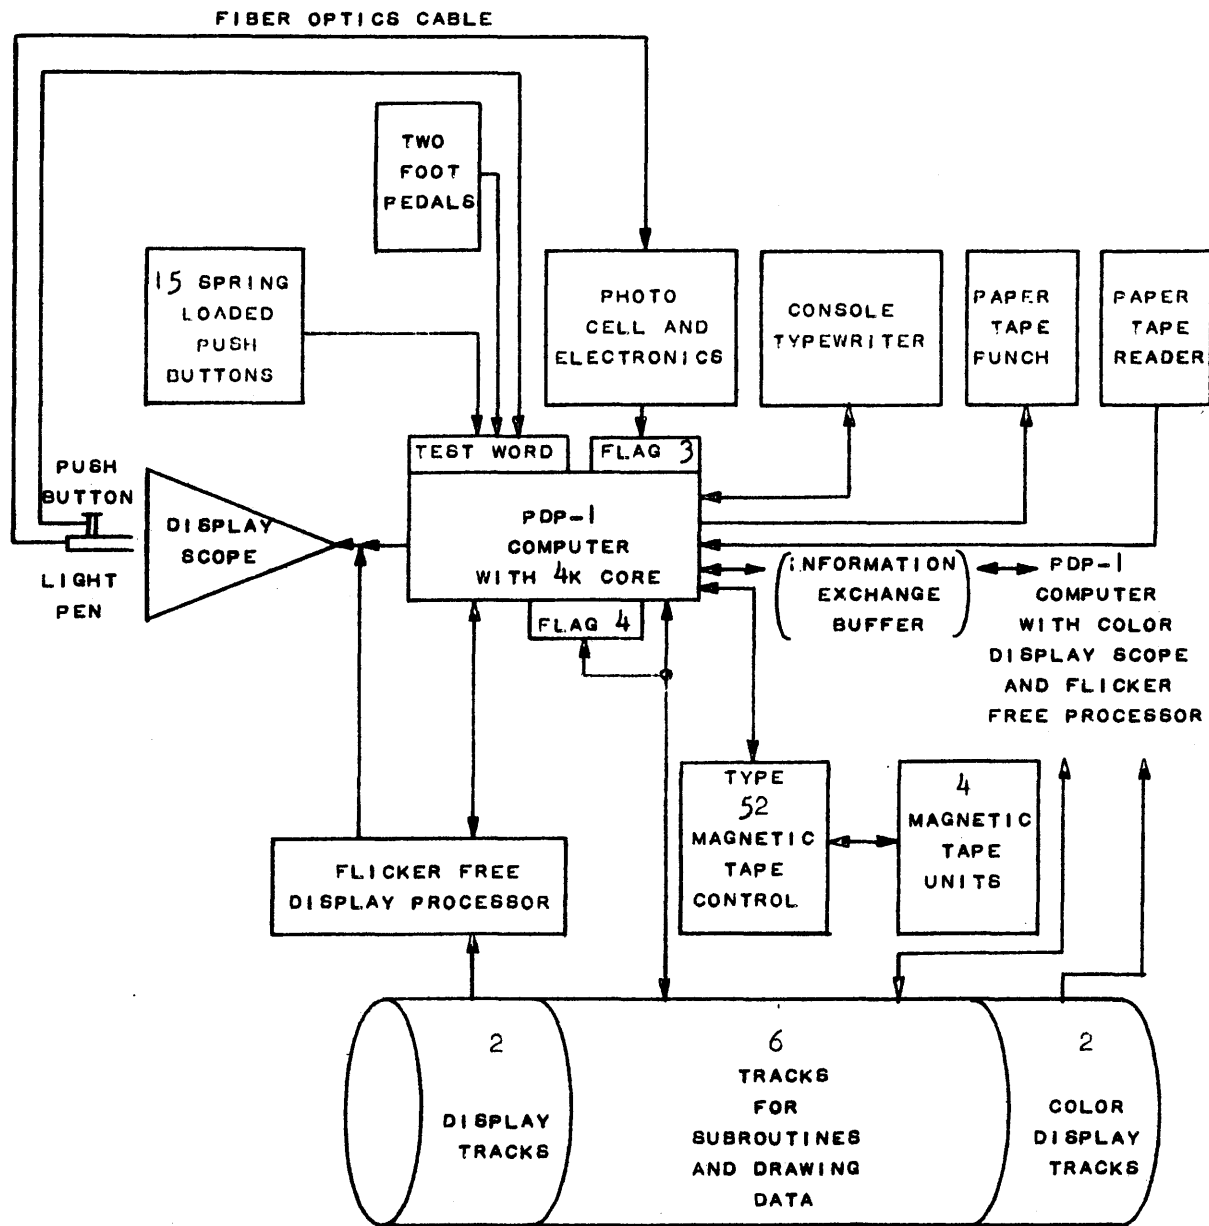 FIBER OPTICS CABLE
TWO
FOOT
PEDALS
15 SPRING
LOADED
PUSH
BUTTONS
PHOTO
CELL AND
ELECTRONICS
CONSOLE
TYPEWRITER
PAPER
TAPE
PUNCH
PAPER
TAPE
READER
TEST WORD
FLAG 3
PUSH
BUTTON
LIGHT
PEN
DISPLAY
SCOPE
PDP-1
COMPUTER
WITH 4K CORE
FLAG 4
(INFORMATION
EXCHANGE
BUFFER)
PDP-1
COMPUTER
WITH COLOR
DISPLAY SCOPE
AND FLICKER
FREE PROCESSOR
TYPE
52
MAGNETIC
TAPE
CONTROL
4
MAGNETIC
TAPE
UNITS
FLICKER FREE
DISPLAY PROCESSOR
2
DISPLAY
TRACKS
6
TRACKS
FOR
SUBROUTINES
AND DRAWING
DATA
2
COLOR
DISPLAY
TRACKS